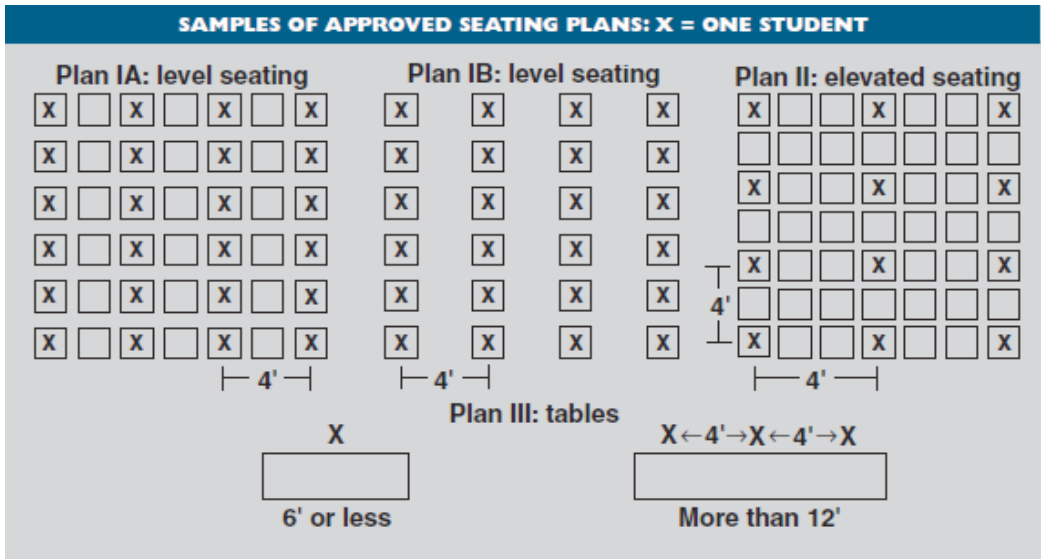 SAMPLES OF APPROVED SEATING PLANS: X = ONE STUDENT
Plan IA: level seating
X X X X
X X X X
X X X X
X X X X
X X X X
X X X X
4'
Plan IB: level seating
X X X X
X X X X
X X X X
X X X X
X X X X
X X X X
4'
Plan II: elevated seating
X X X
X X X
X X X
4'
X X X
4'
Plan III: tables
X
6' or less
X←4'→X←4'→X
More than 12'